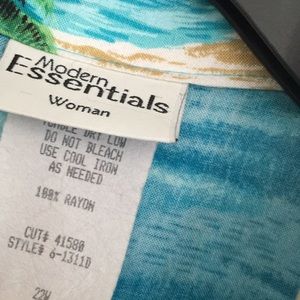 Modern
Essentials
Woman
TUMBLE DRY LOW
DO NOT BLEACH
USE COOL IRON
AS NEEDED
100% RAYON
CUT# 41580
STYLE# 6-1311D
22W